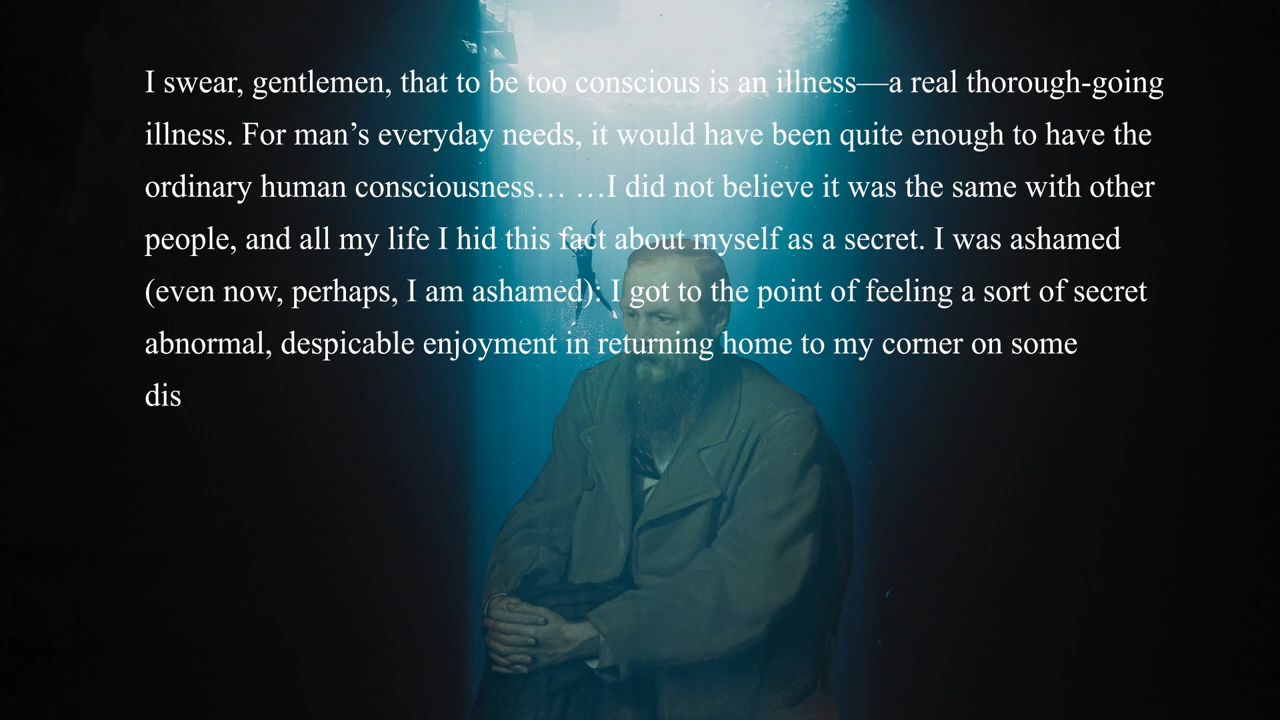 I swear, gentlemen, that to be too conscious is an illness—a real thorough-going
illness. For man’s everyday needs, it would have been quite enough to have the
ordinary human consciousness… …I did not believe it was the same with other
people, and all my life I hid this fact about myself as a secret. I was ashamed
(even now, perhaps, I am ashamed): I got to the point of feeling a sort of secret
abnormal, despicable enjoyment in returning home to my corner on some
dis